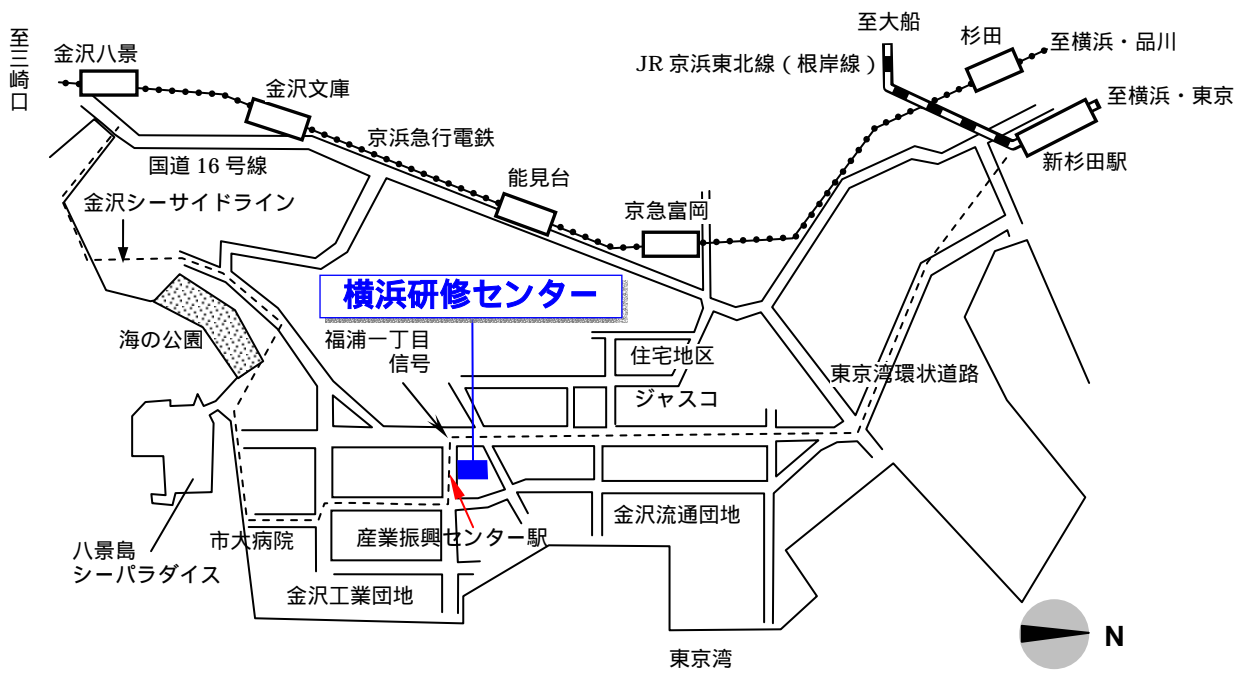 至大船
杉田
至横浜・品川
至三崎口
金沢八景
JR 京浜東北線（根岸線）
金沢文庫
至横浜・東京
京浜急行電鉄
国道 16 号線
新杉田駅
能見台
金沢シーサイドライン
京急富岡
横浜研修センター
海の公園
福浦一丁目
信号
住宅地区
東京湾環状道路
ジャスコ
金沢流通団地
市大病院
産業振興センター駅
八景島
シーパラダイス
金沢工業団地
N
東京湾